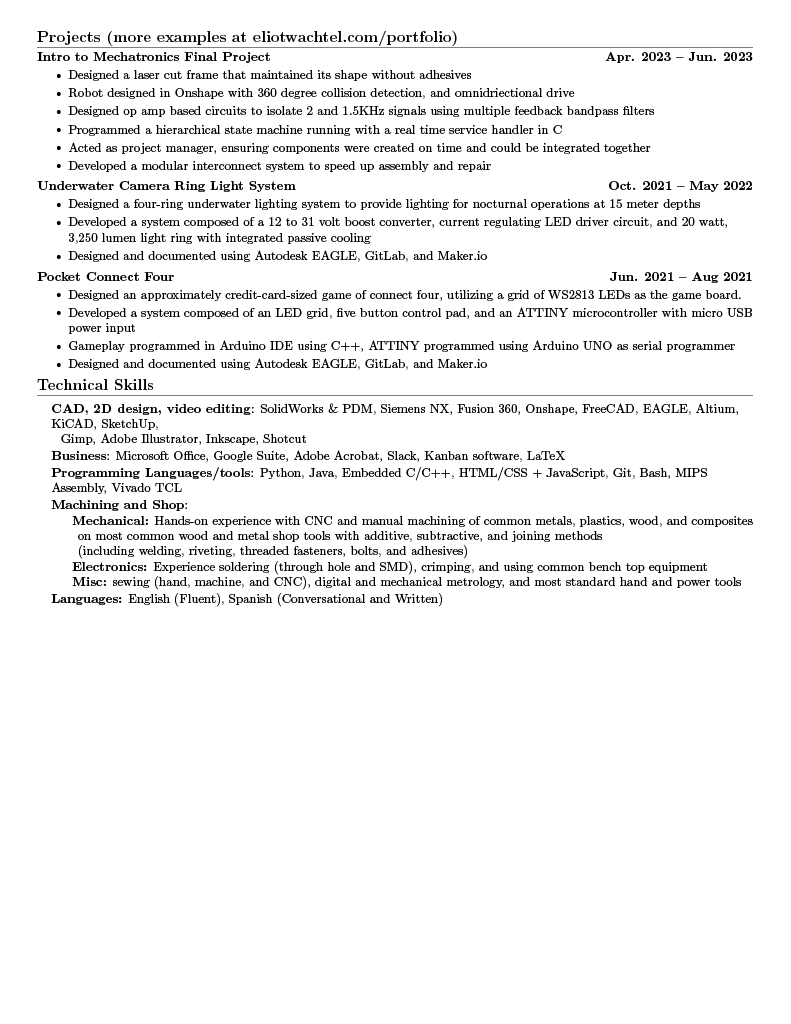 Projects (more examples at eliotwachtel.com/portfolio)
Intro to Mechatronics Final Project Apr. 2023 – Jun. 2023
• Designed a laser cut frame that maintained its shape without adhesives
• Robot designed in Onshape with 360 degree collision detection, and omnidriectional drive
• Designed op amp based circuits to isolate 2 and 1.5KHz signals using multiple feedback bandpass filters
• Programmed a hierarchical state machine running with a real time service handler in C
• Acted as project manager, ensuring components were created on time and could be integrated together
• Developed a modular interconnect system to speed up assembly and repair
Underwater Camera Ring Light System Oct. 2021 – May 2022
• Designed a four-ring underwater lighting system to provide lighting for nocturnal operations at 15 meter depths
• Developed a system composed of a 12 to 31 volt boost converter, current regulating LED driver circuit, and 20 watt,
3,250 lumen light ring with integrated passive cooling
• Designed and documented using Autodesk EAGLE, GitLab, and Maker.io
Pocket Connect Four Jun. 2021 – Aug 2021
• Designed an approximately credit-card-sized game of connect four, utilizing a grid of WS2813 LEDs as the game board.
• Developed a system composed of an LED grid, five button control pad, and an ATTINY microcontroller with micro USB
power input
• Gameplay programmed in Arduino IDE using C++, ATTINY programmed using Arduino UNO as serial programmer
• Designed and documented using Autodesk EAGLE, GitLab, and Maker.io
Technical Skills
CAD, 2D design, video editing: SolidWorks & PDM, Siemens NX, Fusion 360, Onshape, FreeCAD, EAGLE, Altium,
KiCAD, SketchUp,
Gimp, Adobe Illustrator, Inkscape, Shotcut
Business: Microsoft Office, Google Suite, Adobe Acrobat, Slack, Kanban software, LaTeX
Programming Languages/tools: Python, Java, Embedded C/C++, HTML/CSS + JavaScript, Git, Bash, MIPS
Assembly, Vivado TCL
Machining and Shop:
Mechanical: Hands-on experience with CNC and manual machining of common metals, plastics, wood, and composites
on most common wood and metal shop tools with additive, subtractive, and joining methods
(including welding, riveting, threaded fasteners, bolts, and adhesives)
Electronics: Experience soldering (through hole and SMD), crimping, and using common bench top equipment
Misc: sewing (hand, machine, and CNC), digital and mechanical metrology, and most standard hand and power tools
Languages: English (Fluent), Spanish (Conversational and Written)